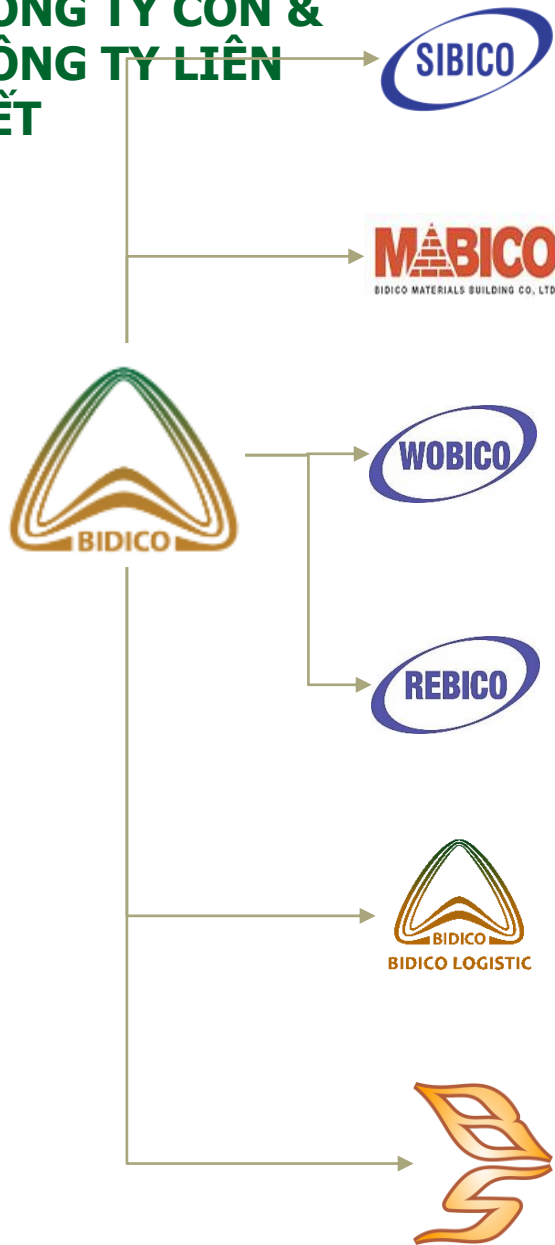 ÔNG TY CON &
ÔNG TY LIÊN
ẾT
SIBICO
MABICO
BIDICO MATERIALS BUILDING CO, LTD
WOBICO
BIDICO
REBICO
BIDICO
BIDICO LOGISTIC